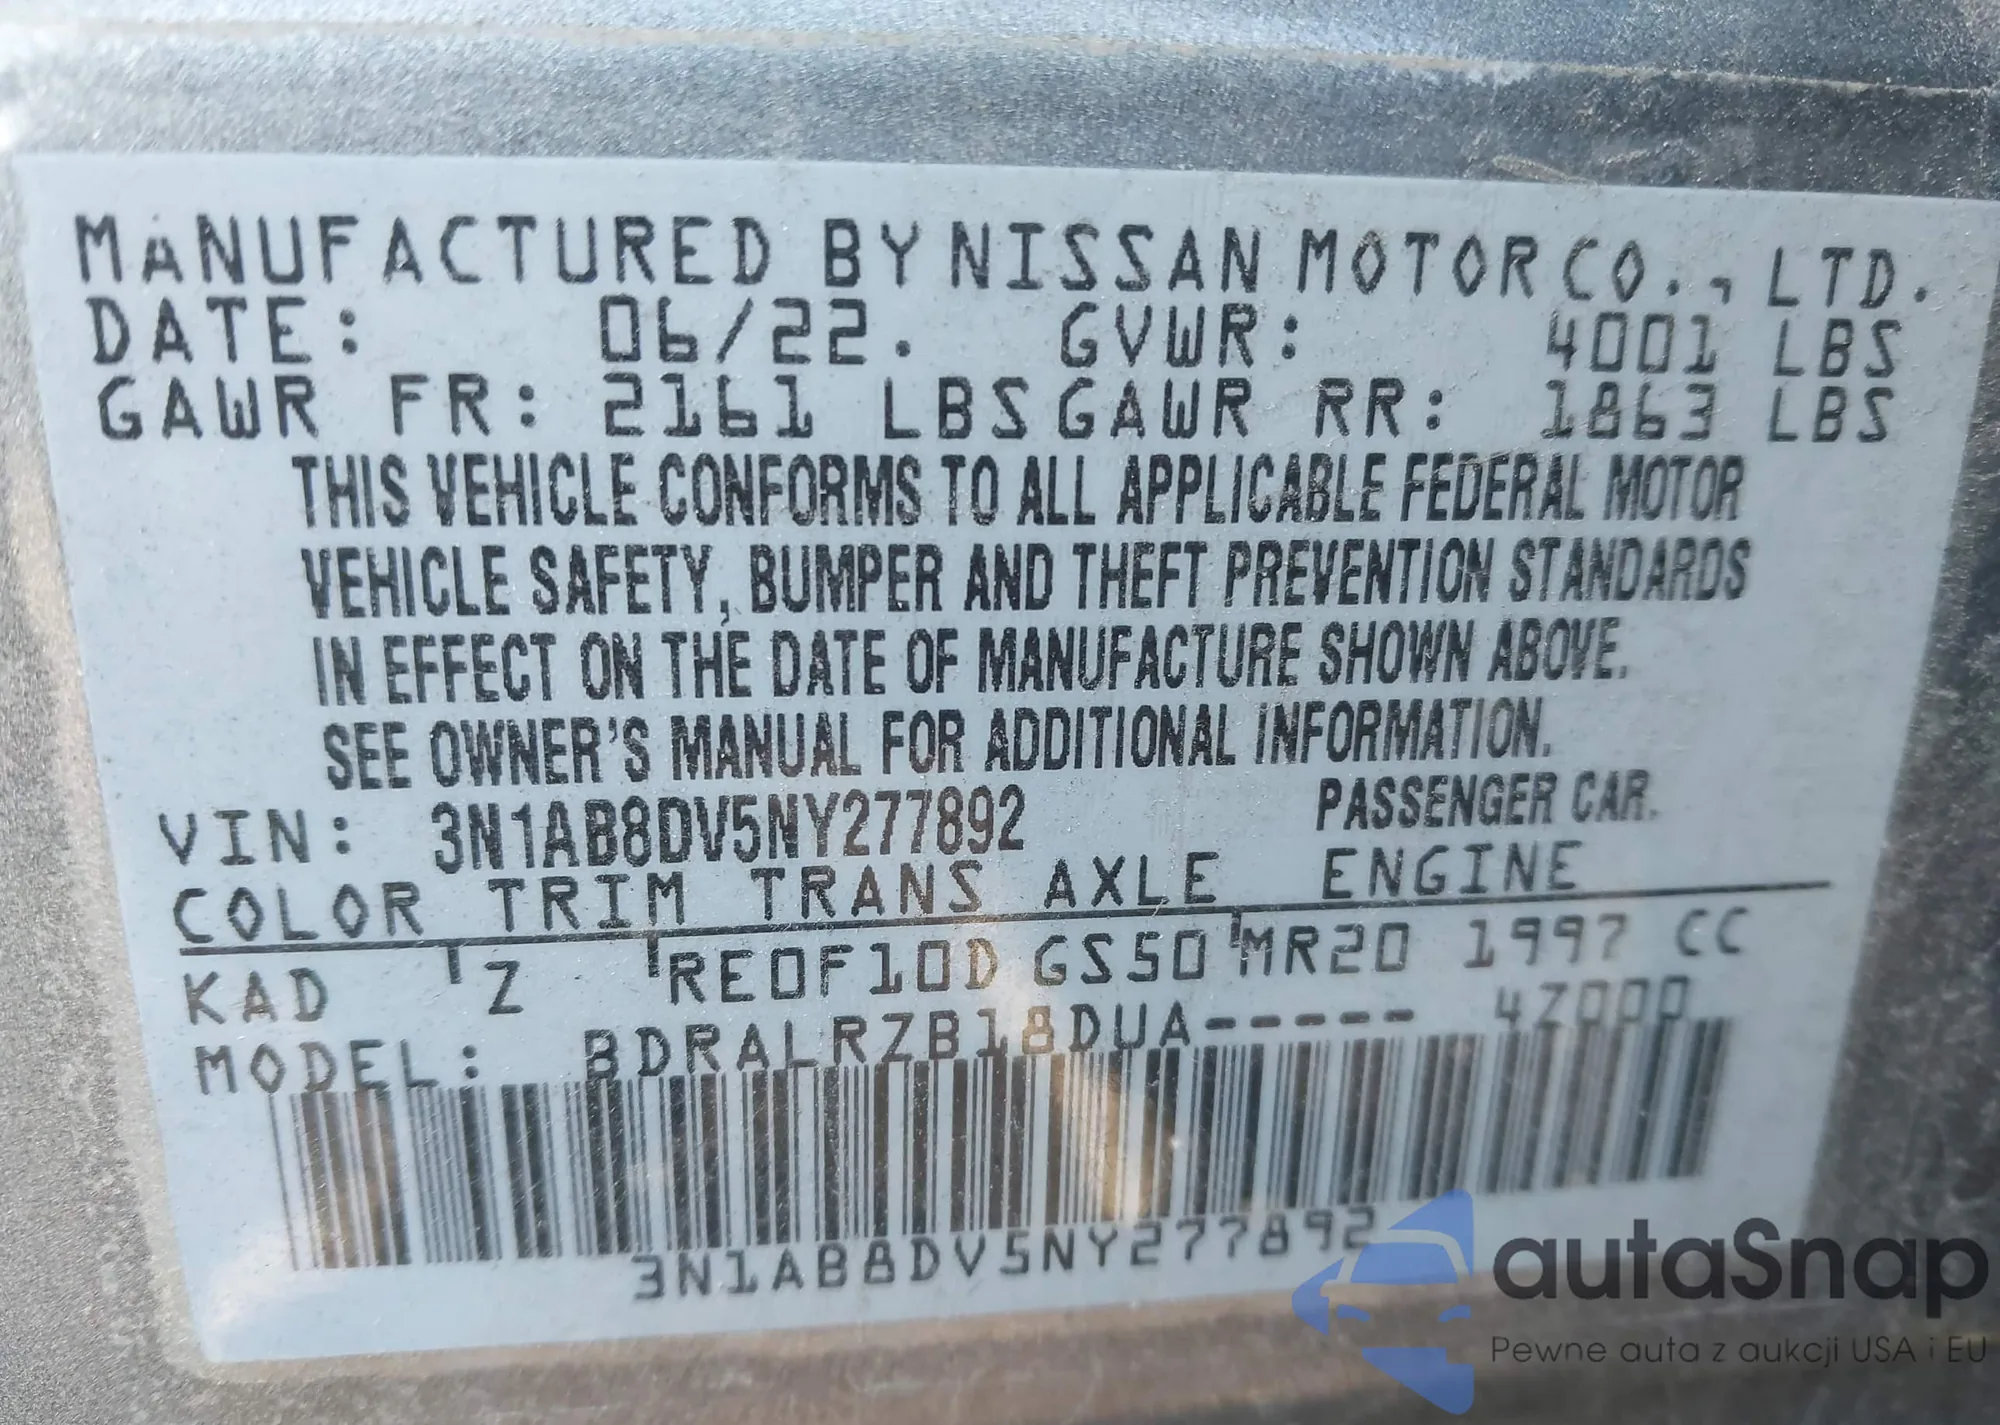 MANUFACTURED BY NISSAN MOTOR CO., LTD.
DATE: 06/22. GVWR: 4001 LBS
GAWR FR: 2161 LBS GAWR RR: 1863 LBS
THIS VEHICLE CONFORMS TO ALL APPLICABLE FEDERAL MOTOR
VEHICLE SAFETY, BUMPER AND THEFT PREVENTION STANDARDS
IN EFFECT ON THE DATE OF MANUFACTURE SHOWN ABOVE.
SEE OWNER'S MANUAL FOR ADDITIONAL INFORMATION.
VIN: 3N1AB8DV5NY277892 PASSENGER CAR.
COLOR TRIM TRANS AXLE ENGINE
KAD Z RE0F10D GS50 MR20 1997 CC
MODEL: BDRALRZB18DUA----- 4Z000
3N1AB8DV5NY277892
autaSnap
Pewne auta z aukcji USA i EU